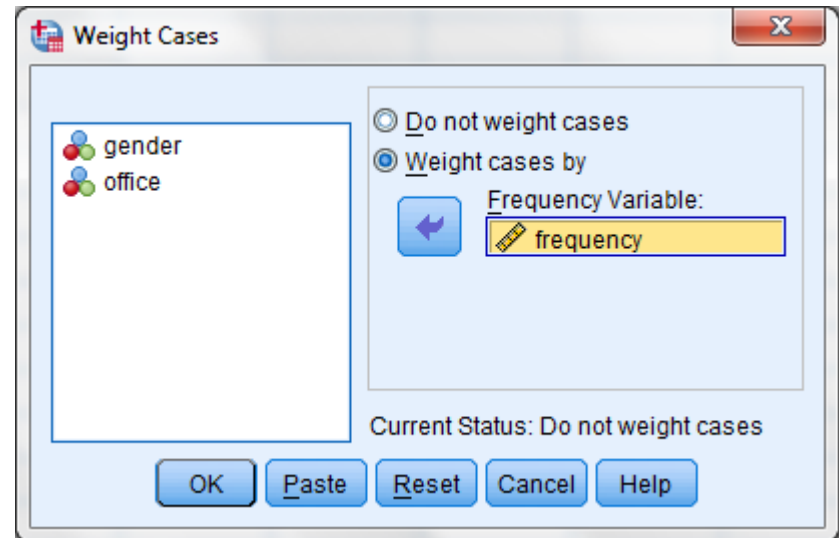 Weight Cases
gender
office
Do not weight cases
Weight cases by
Frequency Variable:
frequency
Current Status: Do not weight cases
OK Paste Reset Cancel Help